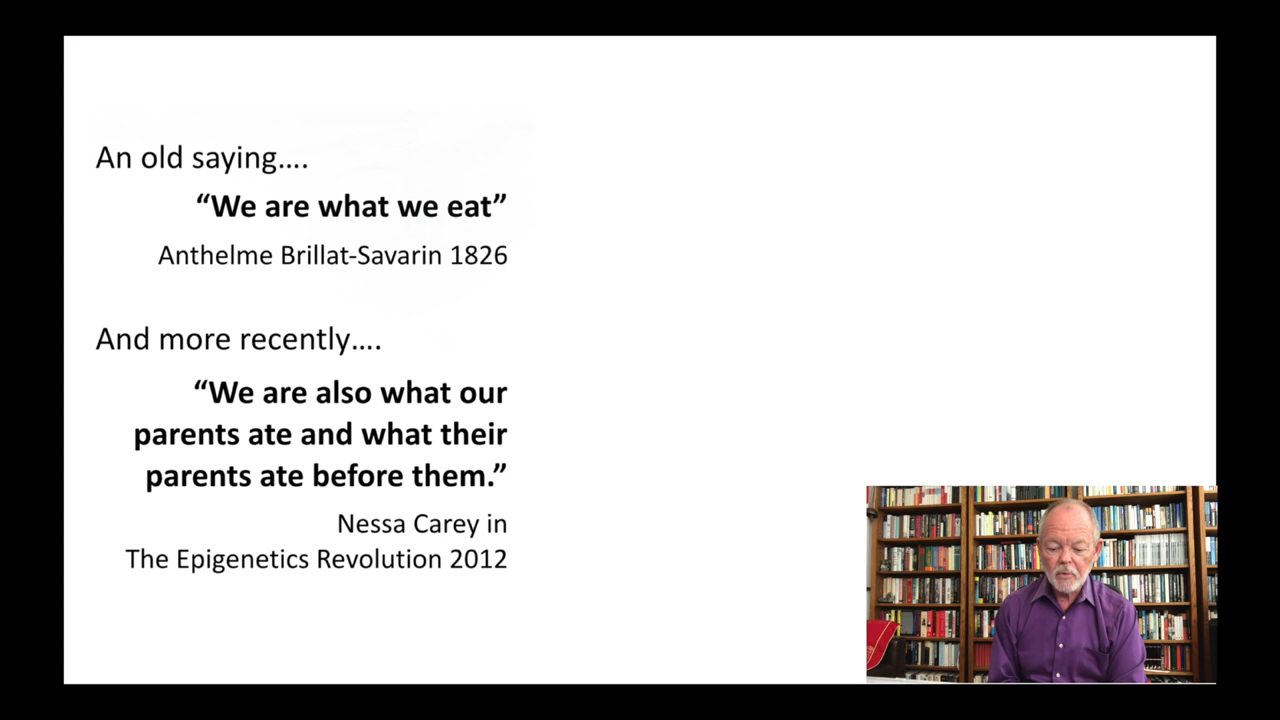 An old saying….
“We are what we eat”
Anthelme Brillat-Savarin 1826
And more recently….
“We are also what our
parents ate and what their
parents ate before them.”
Nessa Carey in
The Epigenetics Revolution 2012